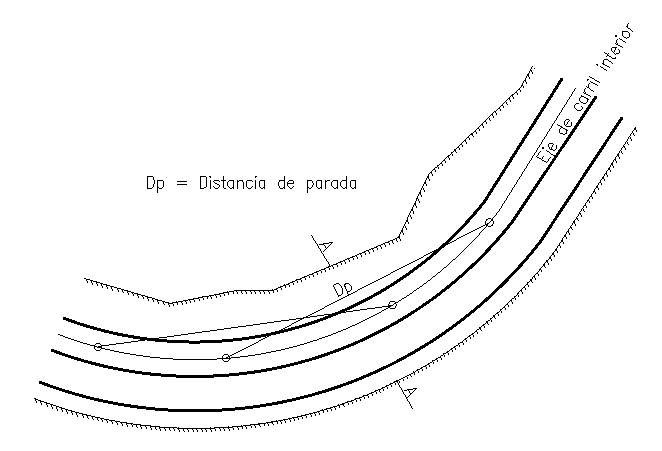 Eje de carril interior
Dp = Distancia de parada
A
Dp
A